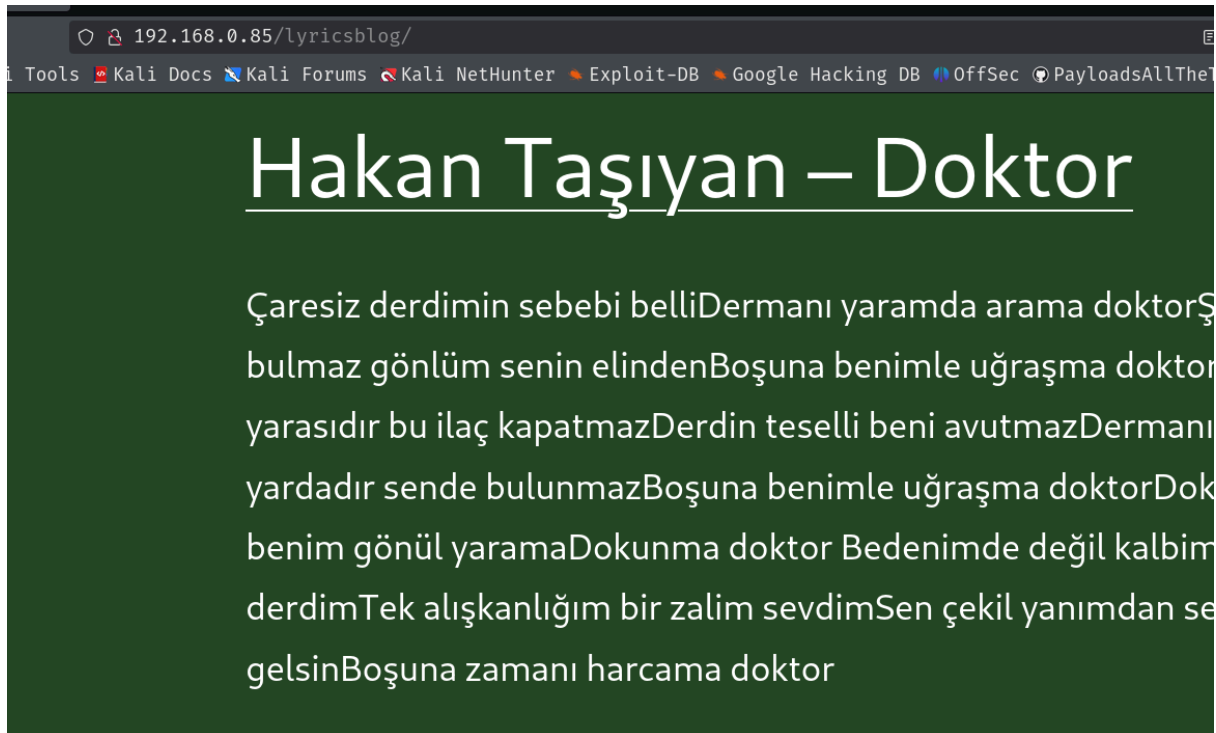 192.168.0.85/lyricsblog/
Tools Kali Docs Kali Forums Kali NetHunter Exploit-DB Google Hacking DB OffSec
Hakan Taşıyan – Doktor
Çaresiz derdimin sebebi belliDermanı yaramda arama doktorŞ
bulmaz gönlüm senin elindenBoşuna benimle uğraşma doktor
yarasıdır bu ilaç kapatmazDerdin teselli beni avutmazDermanı
yardadır sende bulunmazBoşuna benimle uğraşma doktorDok
benim gönül yaramaDokunma doktor Bedenimde değil kalbim
derdimTek alışkanlığım bir zalim sevdimSen çekil yanımdan se
gelsinBoşuna zamanı harcama doktor